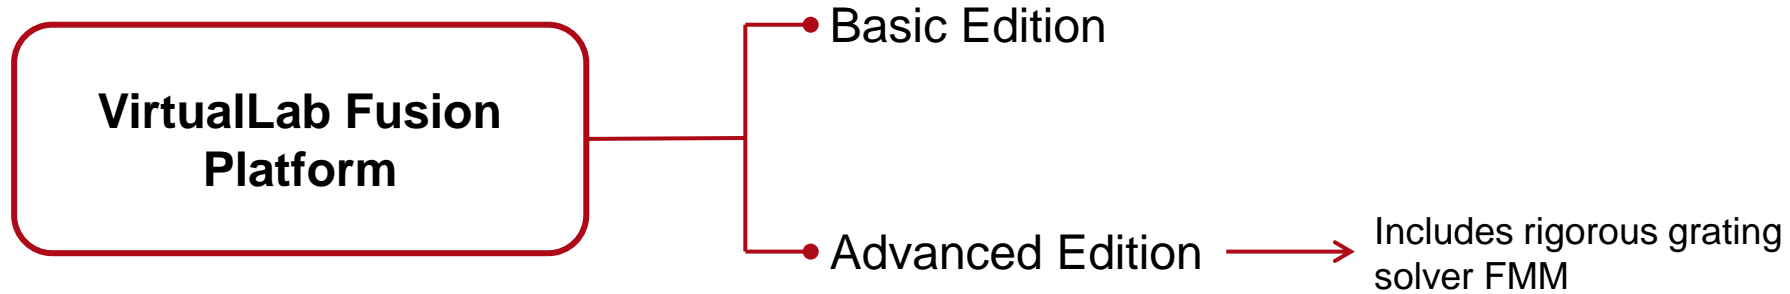 Basic Edition
VirtualLab Fusion
Platform
Advanced Edition
Includes rigorous grating
solver FMM